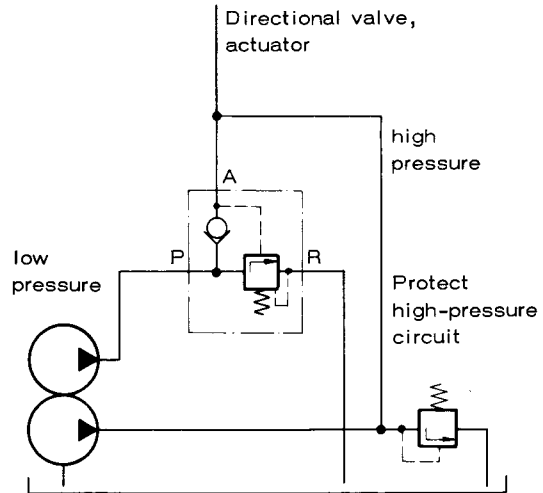 Directional valve,
actuator
high
pressure
A
P
R
low
pressure
Protect
high-pressure
circuit